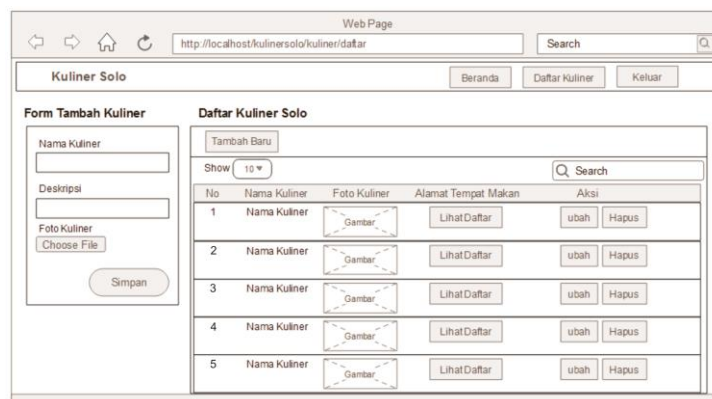 Web Page
http://localhost/kulinersolo/kuliner/daftar
Search
Kuliner Solo
Beranda
Daftar Kuliner
Keluar
Form Tambah Kuliner
Nama Kuliner
Deskripsi
Foto Kuliner
Choose File
Simpan
Daftar Kuliner Solo
Tambah Baru
Show 10
Search
No Nama Kuliner Foto Kuliner Alamat Tempat Makan Aksi
1 Nama Kuliner Gambar Lihat Daftar ubah Hapus
2 Nama Kuliner Gambar Lihat Daftar ubah Hapus
3 Nama Kuliner Gambar Lihat Daftar ubah Hapus
4 Nama Kuliner Gambar Lihat Daftar ubah Hapus
5 Nama Kuliner Gambar Lihat Daftar ubah Hapus